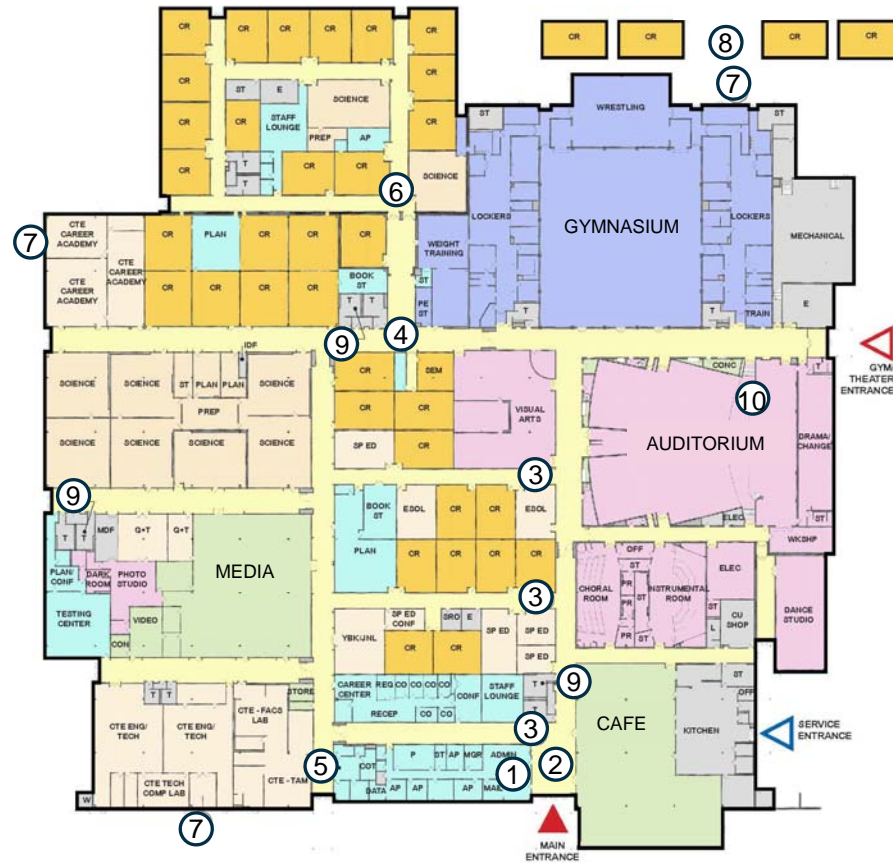 CR CR CR CR CR CR CR CR CR CR
8
CR
CR
7
ST
E
SCIENCE
CR
WRESTLING
CR
CR
STAFF
LOUNGE
ST
ST
PREP
AP
CR
T
T
CR
CR
CR
SCIENCE
6
CTE
CAREER
ACADEMY
7
CTE
CAREER
ACADEMY
CTE
CAREER
ACADEMY
CR
PLAN
CR
CR
CR
CR
CR
CR
CR
BOOK
ST
T
T
WEIGHT
TRAINING
ST
PE
ST
LOCKERS
GYMNASIUM
LOCKERS
MECHANICAL
T
T
TRAIN
E
9
4
IDF
GYM/
THEATER
ENTRANCE
SCIENCE
SCIENCE
ST
PLAN
PLAN
SCIENCE
PREP
SCIENCE
SCIENCE
SCIENCE
SCIENCE
CR
SEM
CR
CR
SP ED
CR
VISUAL
ARTS
CONC
T
10
AUDITORIUM
DRAMA/
CHANGE
ELEC
ST
WKSHP
3
9
T
T
MDF
G+T
G+T
PLAN/
CONF
DARK
ROOM
PHOTO
STUDIO
MEDIA
TESTING
CENTER
VIDEO
CON
BOOK
ST
ESOL
CR
CR
ESOL
PLAN
CR
CR
CR
CR
3
OFF
ST
CHORAL
ROOM
PR
PR
PR
ST
ST
INSTRUMENTAL
ROOM
ELEC
ST
L
CU
SHOP
DANCE
STUDIO
YBK/JNL
SP ED
CONF
SRO
E
SP ED
SP ED
SP ED
CR
CR
CAREER
CENTER
REG
CO
CO
CO
CO
CONF
STAFF
LOUNGE
RECEP
CO
CO
T
T
9
3
T
T
CTE ENG/
TECH
CTE ENG/
TECH
CTE - FACS
LAB
STORE
CTE TECH
COMP LAB
CTE - TAM
W
7
5
COT
DATA
P
ST
AP
MGR
ADMIN
AP
AP
AP
AP
MAIL
1
2
CAFE
KITCHEN
ST
OFF
SERVICE
ENTRANCE
MAIN
ENTRANCE